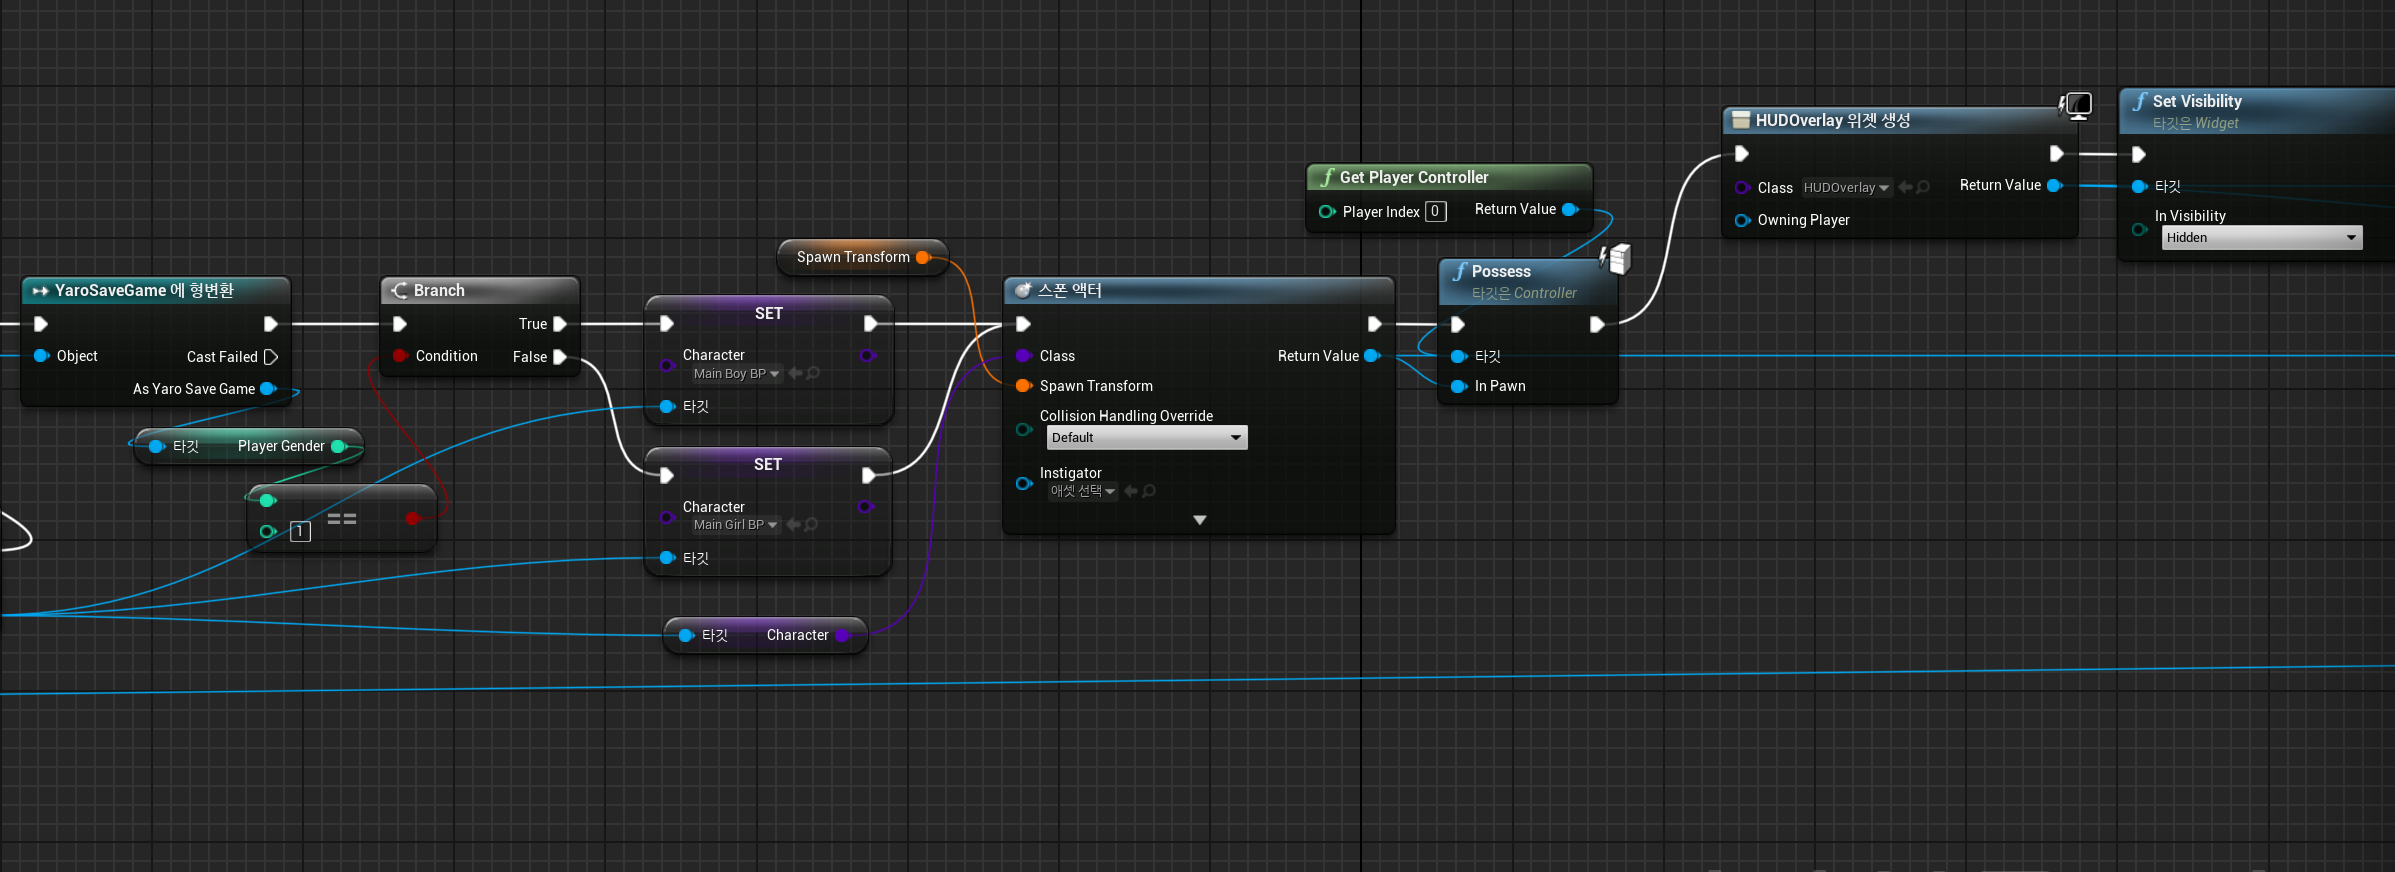 YaroSaveGame 에 형변환
Object
Cast Failed
As Yaro Save Game
타깃
Player Gender
==
1
Branch
True
Condition
False
Spawn Transform
SET
Character
Main Boy BP
타깃
SET
Character
Main Girl BP
타깃
타깃
Character
스폰 액터
Class
Return Value
Spawn Transform
Collision Handling Override
Default
Instigator
애셋 선택
Get Player Controller
Player Index 0
Return Value
Possess
타깃은 Controller
타깃
In Pawn
HUDOverlay 위젯 생성
Class HUDOverlay
Return Value
Owning Player
Set Visibility
타깃은 Widget
타깃
In Visibility
Hidden